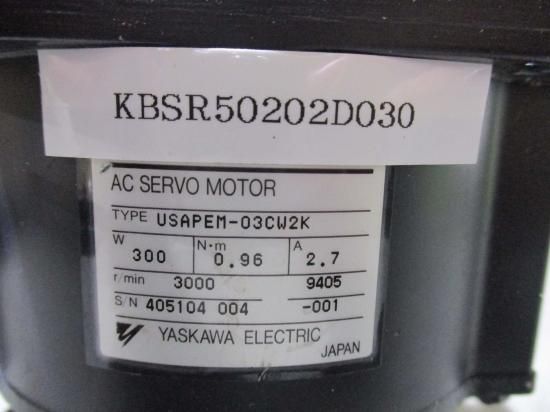 KBSR50202D030
AC SERVO MOTOR
TYPE USAPEM-03CW2K
W 300 N·m 0.96 A 2.7
r/min 3000 9405
S/N 405104 004 -001
YASKAWA ELECTRIC
JAPAN